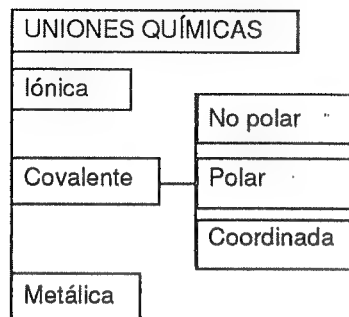 UNIONES QUÍMICAS
Iónica
Covalente
No polar
Polar
Coordinada
Metálica